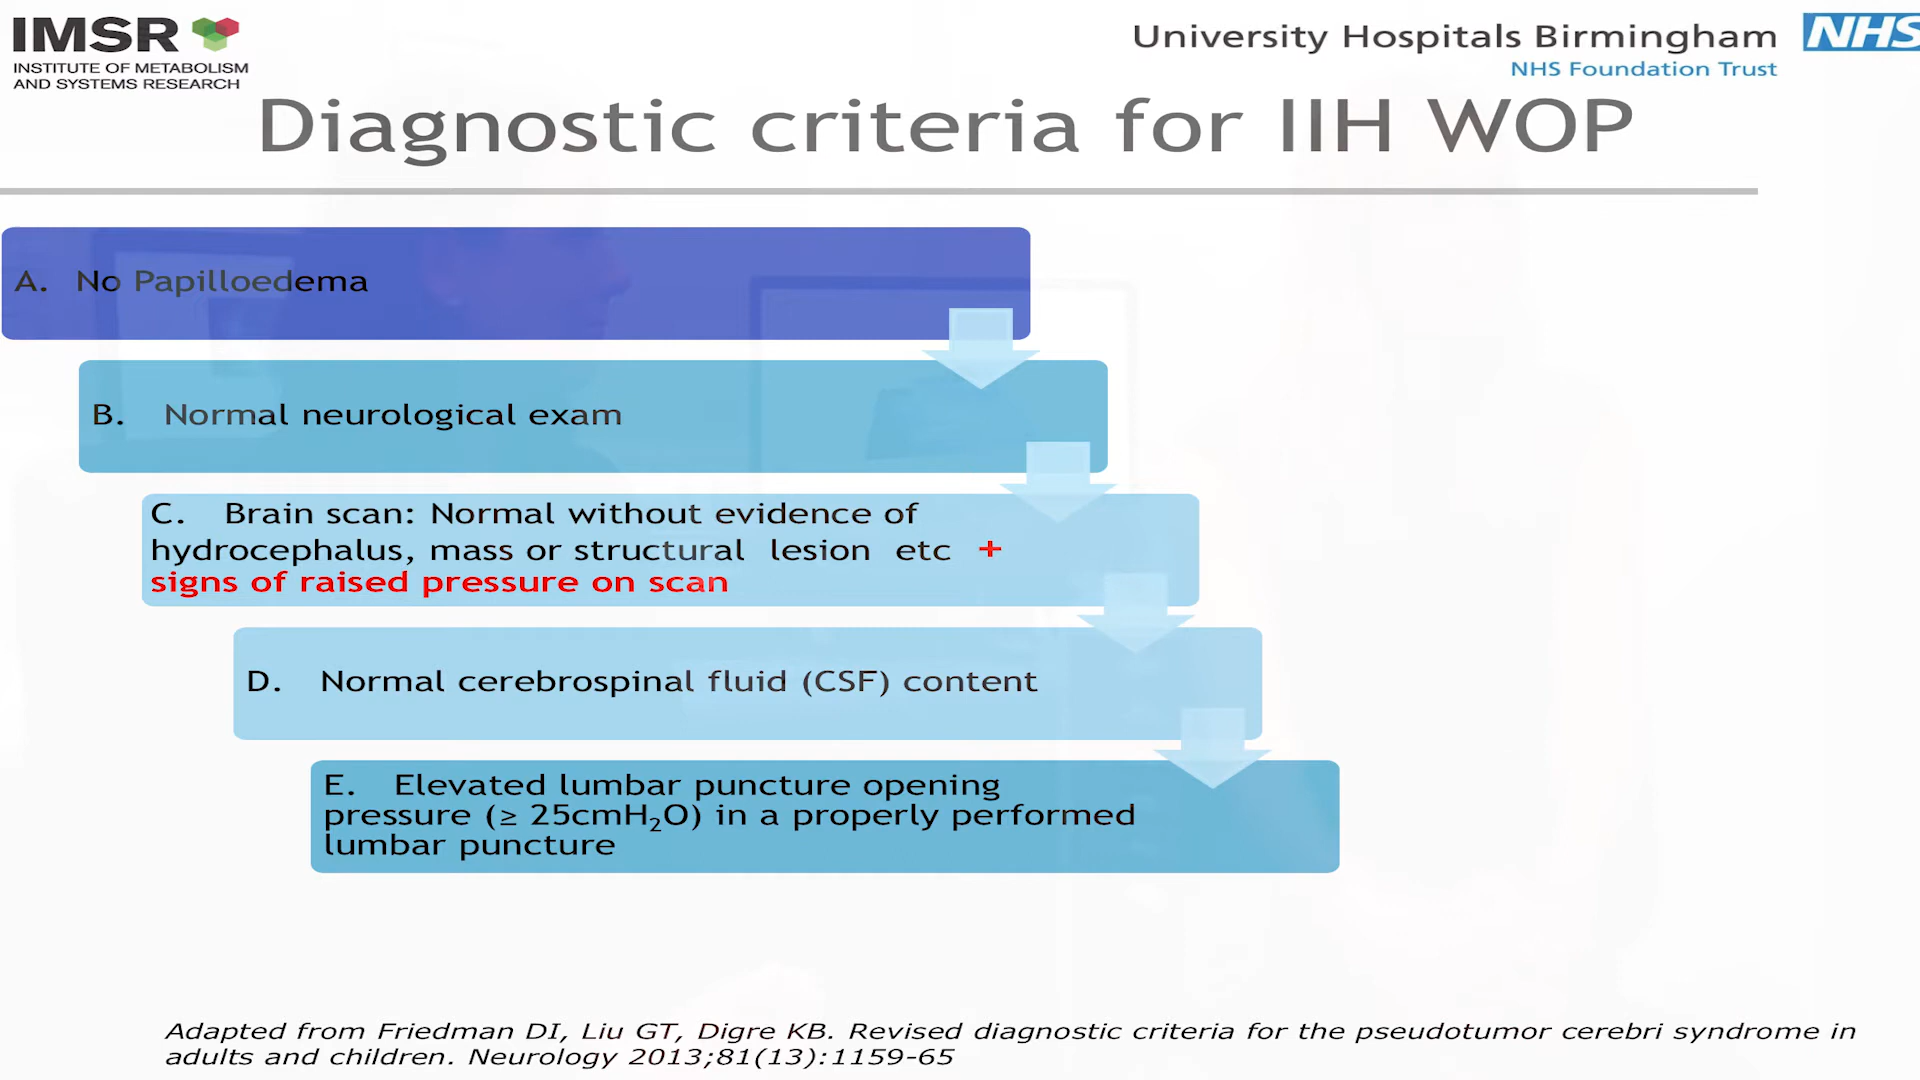 IMSR
INSTITUTE OF METABOLISM
AND SYSTEMS RESEARCH
University Hospitals Birmingham
NHS Foundation Trust
NHS
Diagnostic criteria for IIH WOP
A. No Papilloedema
B. Normal neurological exam
C. Brain scan: Normal without evidence of
hydrocephalus, mass or structural lesion etc +
signs of raised pressure on scan
D. Normal cerebrospinal fluid (CSF) content
E. Elevated lumbar puncture opening
pressure (≥ 25cmH₂O) in a properly performed
lumbar puncture
Adapted from Friedman DI, Liu GT, Digre KB. Revised diagnostic criteria for the pseudotumor cerebri syndrome in
adults and children. Neurology 2013;81(13):1159-65